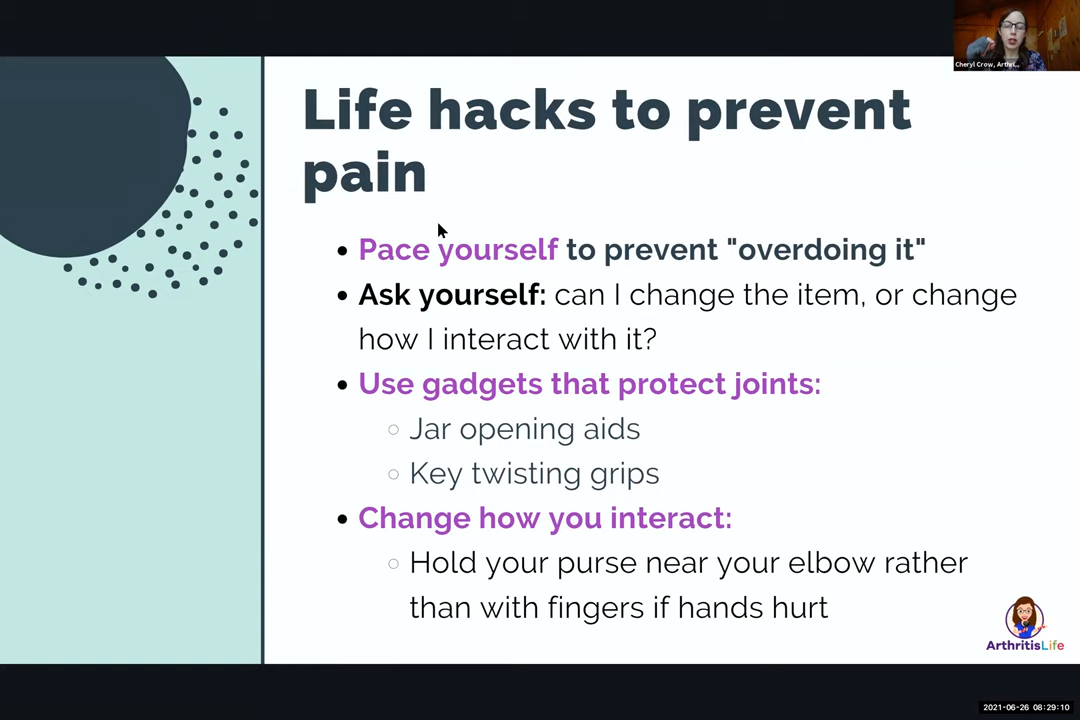 Cheryl Crow, Arthri...
Life hacks to prevent
pain
Pace yourself to prevent "overdoing it"
Ask yourself: can I change the item, or change
how I interact with it?
Use gadgets that protect joints:
Jar opening aids
Key twisting grips
Change how you interact:
Hold your purse near your elbow rather
than with fingers if hands hurt
ArthritisLife
2021-06-26 08:29:10